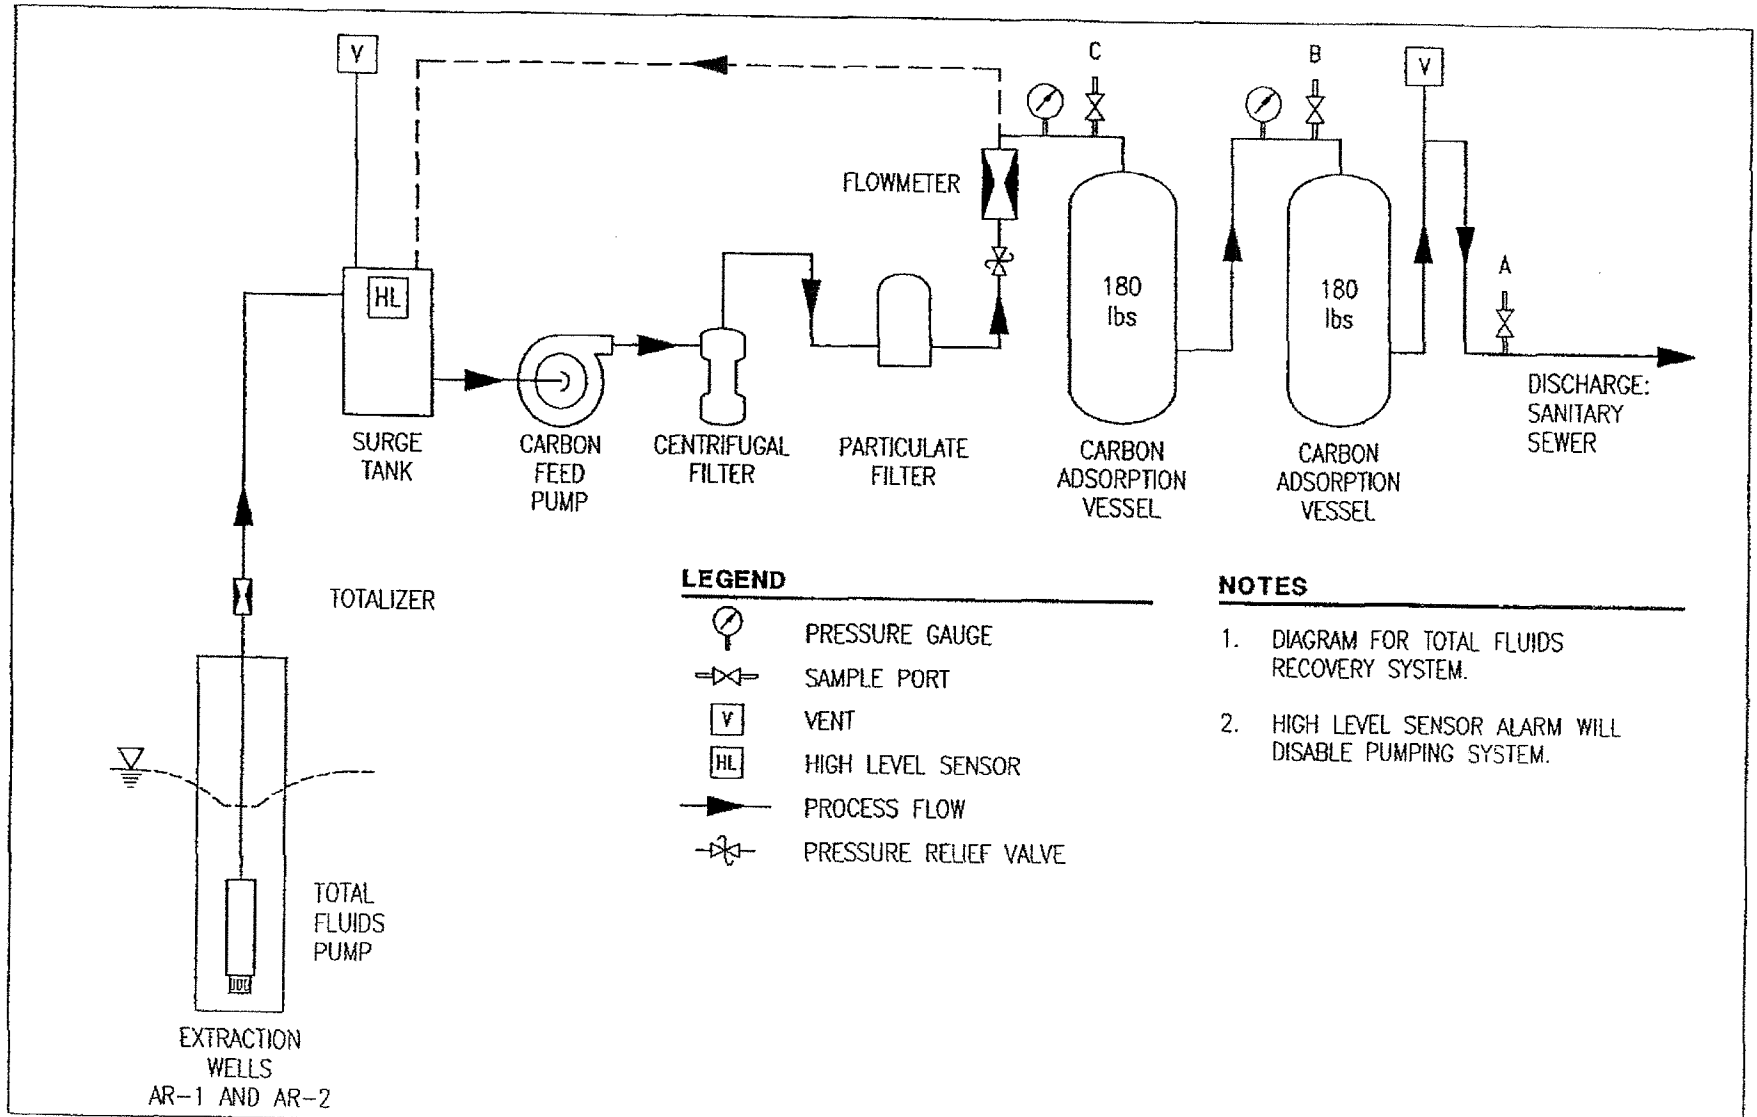 V
C
B
V
FLOWMETER
HL
180
lbs
180
lbs
A
DISCHARGE:
SANITARY
SEWER
SURGE
TANK
CARBON
FEED
PUMP
CENTRIFUGAL
FILTER
PARTICULATE
FILTER
CARBON
ADSORPTION
VESSEL
CARBON
ADSORPTION
VESSEL
TOTALIZER
TOTAL
FLUIDS
PUMP
EXTRACTION
WELLS
AR-1 AND AR-2
LEGEND
PRESSURE GAUGE
SAMPLE PORT
V VENT
HL HIGH LEVEL SENSOR
PROCESS FLOW
PRESSURE RELIEF VALVE
NOTES
1. DIAGRAM FOR TOTAL FLUIDS
RECOVERY SYSTEM.
2. HIGH LEVEL SENSOR ALARM WILL
DISABLE PUMPING SYSTEM.